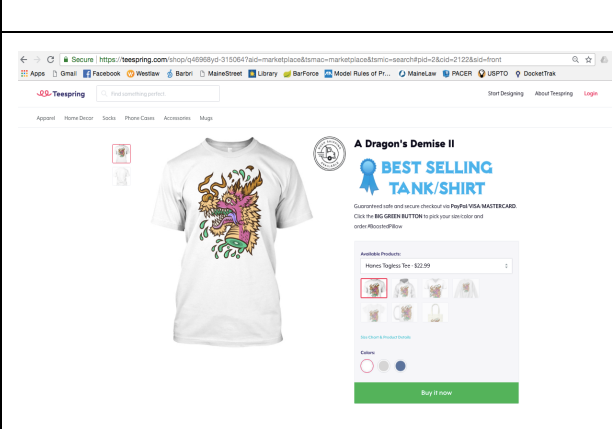 Secure https://teespring.com/shop/q46968yd-315064?aid=marketplace&tsmac=marketplace&tsmic=search#pid=2&cid=2122&sid=front
Apps Gmail Facebook Westlaw Barbri MaineStreet Library BarForce Model Rules of Pr... MaineLaw PACER USPTO DocketTrak
Teespring Find something perfect. Start Designing About Teespring Login
Apparel Home Decor Socks Phone Cases Accessories Mugs
A Dragon's Demise II
BEST SELLING
TANK/SHIRT
Guaranteed safe and secure checkout via PayPal/VISA/MASTERCARD.
Click the BIG GREEN BUTTON to pick your size/color and
order.#BoostedPillow
Available Products:
Hanes Tagless Tee - $22.99
Size Chart & Product Details
Colors:
Buy it now